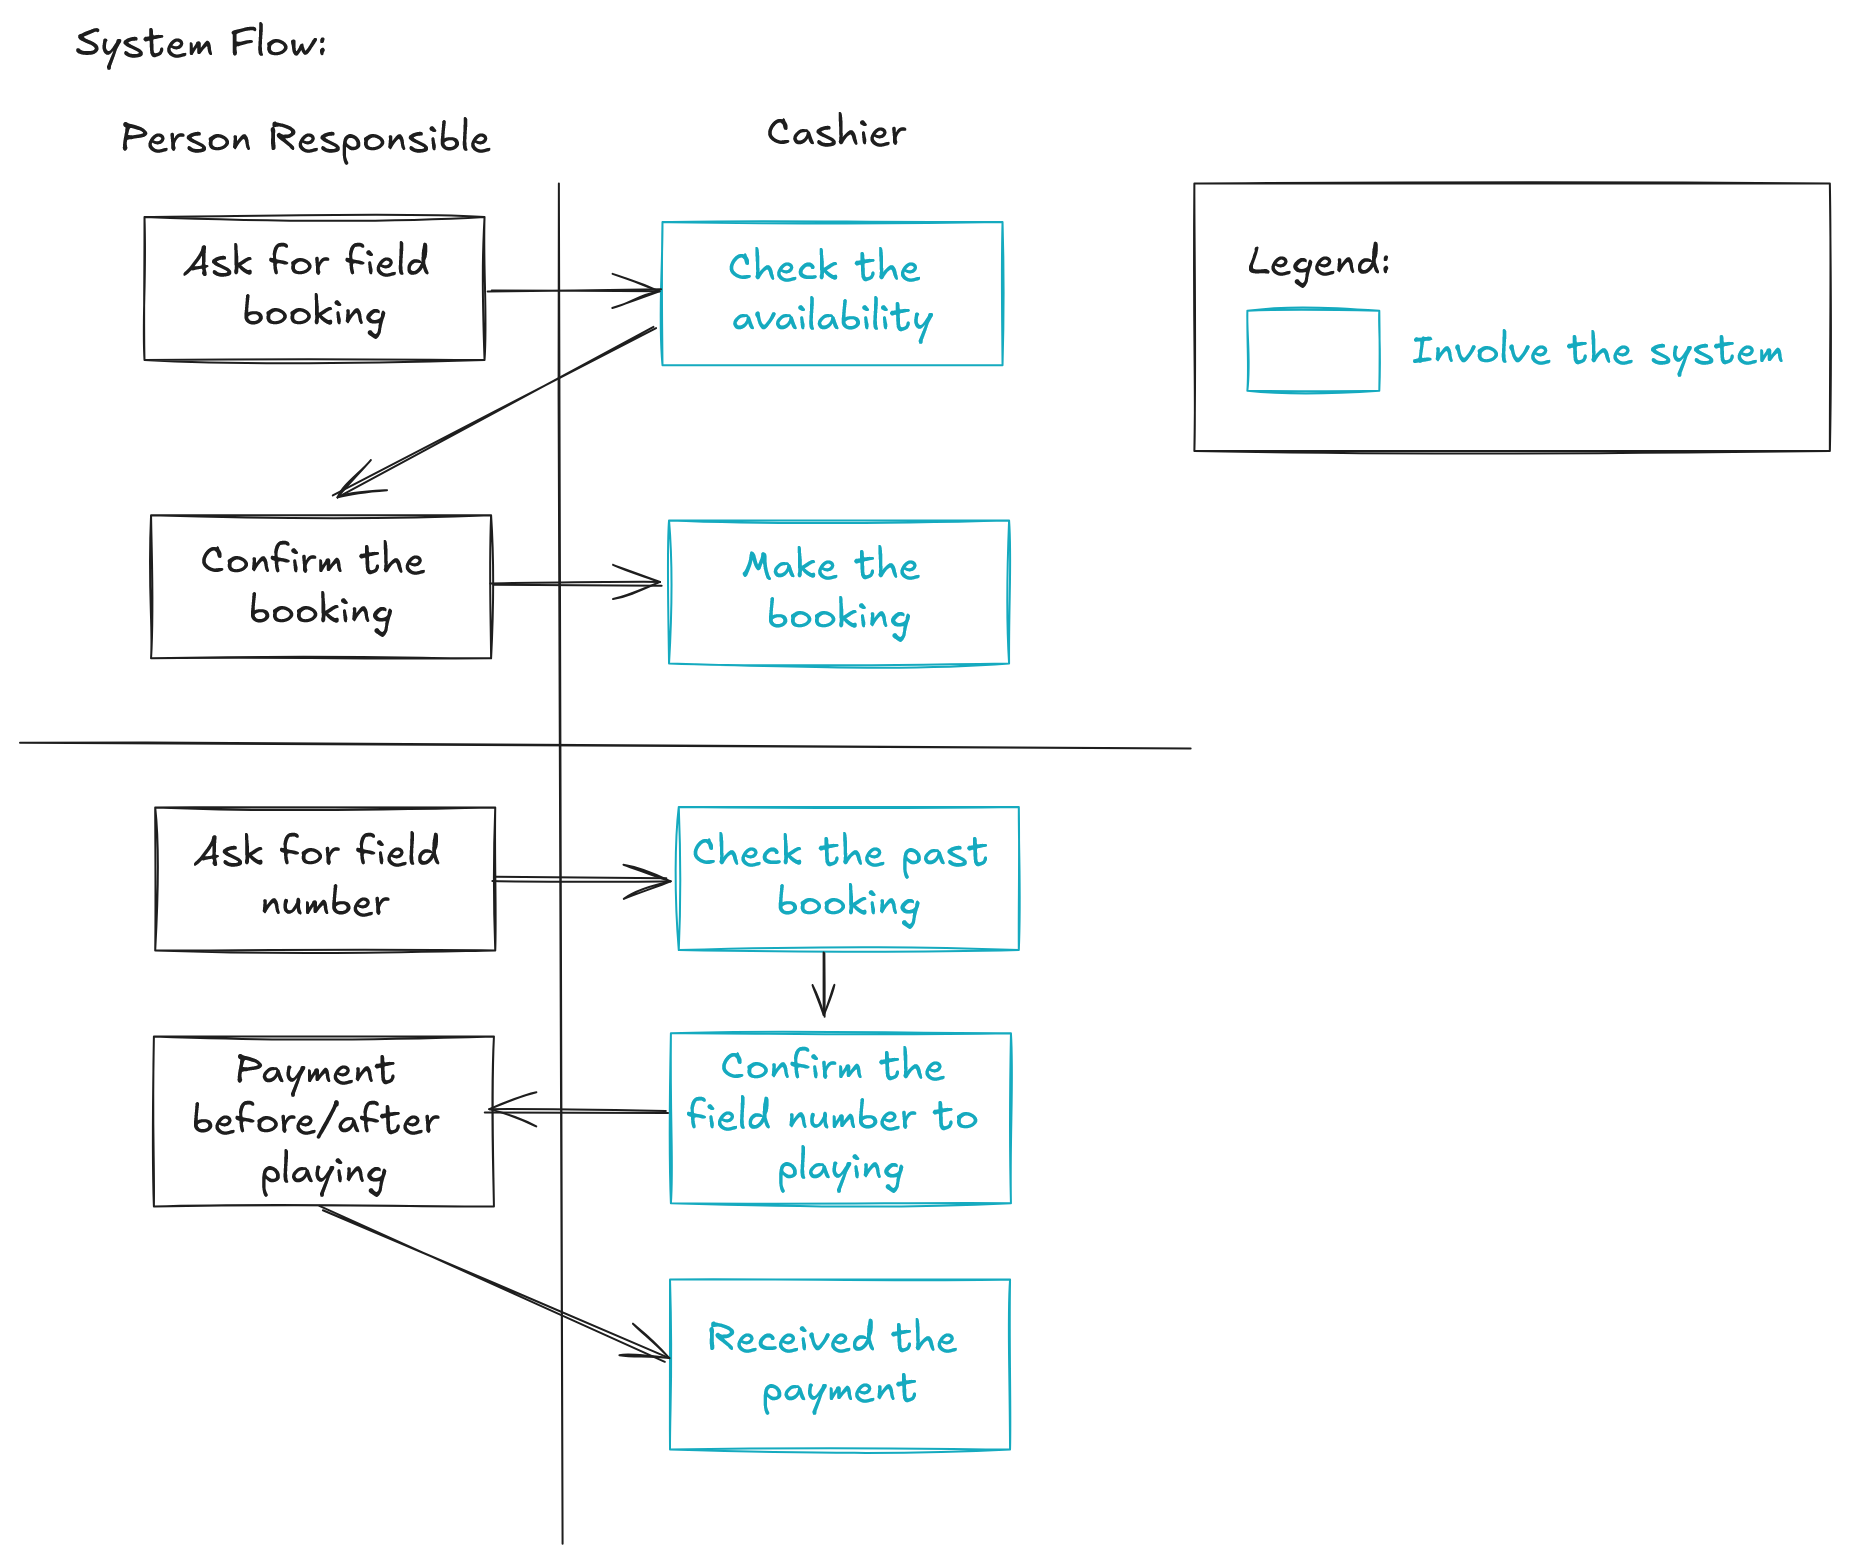 System Flow:
Person Responsible
Cashier
Ask for field
booking
Check the
availability
Legend:
Involve the system
Confirm the
booking
Make the
booking
Ask for field
number
Check the past
booking
Payment
before/after
playing
Confirm the
field number to
playing
Received the
payment